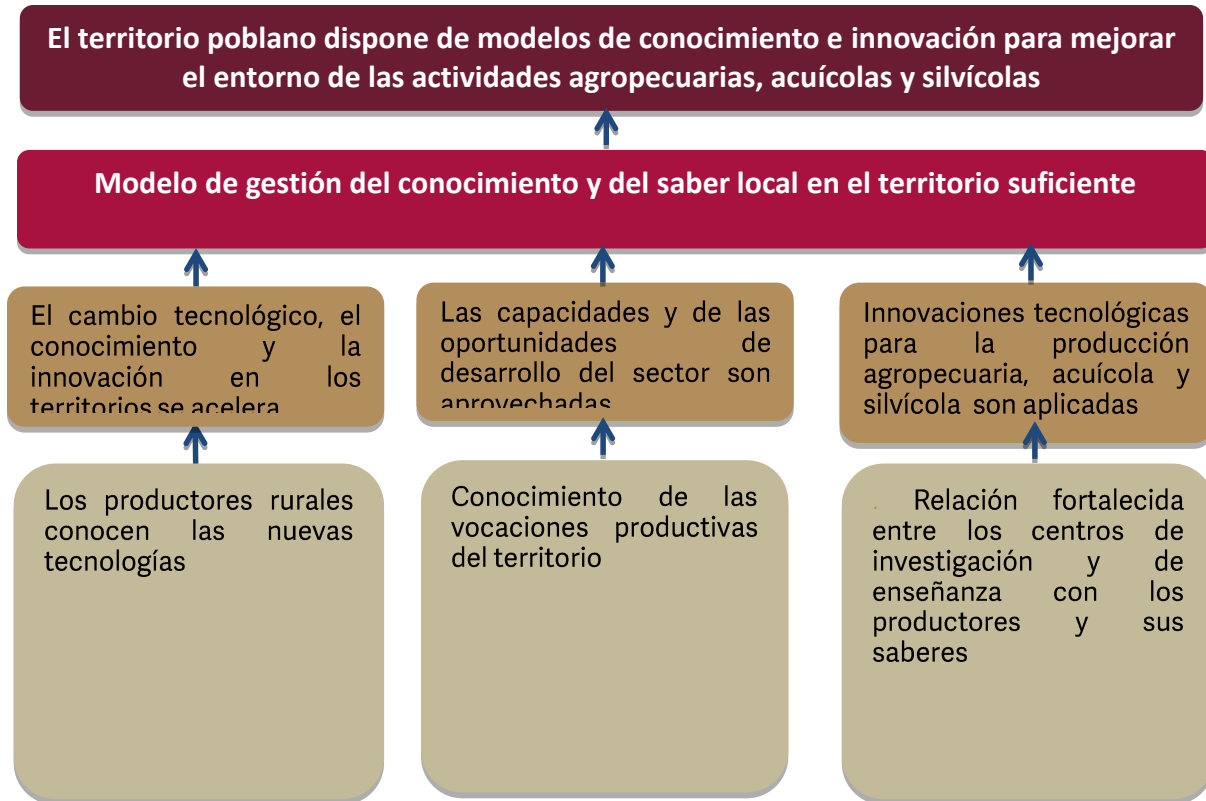 El territorio poblano dispone de modelos de conocimiento e innovación para mejorar
el entorno de las actividades agropecuarias, acuícolas y silvícolas
Modelo de gestión del conocimiento y del saber local en el territorio suficiente
El cambio tecnológico, el
conocimiento y la
innovación en los
territorios se acelera
Las capacidades y de las
oportunidades de
desarrollo del sector son
aprovechadas
Innovaciones tecnológicas
para la producción
agropecuaria, acuícola y
silvícola son aplicadas
Los productores rurales
conocen las nuevas
tecnologías
Conocimiento de las
vocaciones productivas
del territorio
. Relación fortalecida
entre los centros de
investigación y de
enseñanza con los
productores y sus
saberes